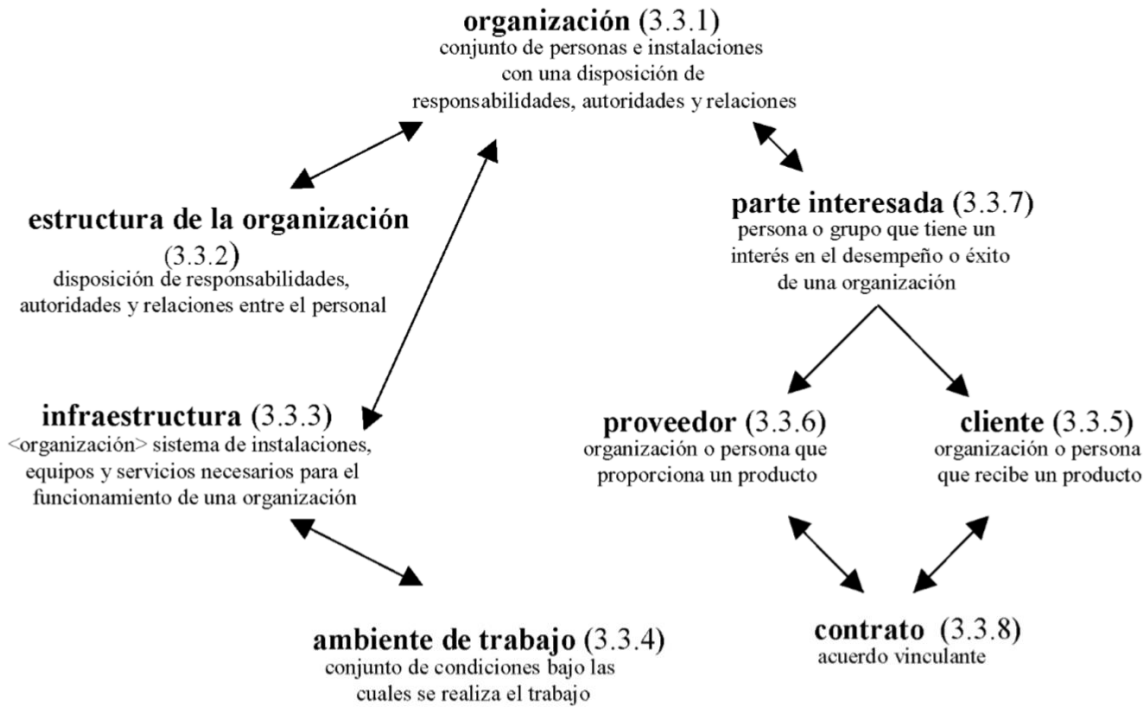 organización (3.3.1)
conjunto de personas e instalaciones
con una disposición de
responsabilidades, autoridades y relaciones
estructura de la organización
(3.3.2)
disposición de responsabilidades,
autoridades y relaciones entre el personal
parte interesada (3.3.7)
persona o grupo que tiene un
interés en el desempeño o éxito
de una organización
infraestructura (3.3.3)
<organización> sistema de instalaciones,
equipos y servicios necesarios para el
funcionamiento de una organización
proveedor (3.3.6)
organización o persona que
proporciona un producto
cliente (3.3.5)
organización o persona
que recibe un producto
ambiente de trabajo (3.3.4)
conjunto de condiciones bajo las
cuales se realiza el trabajo
contrato (3.3.8)
acuerdo vinculante